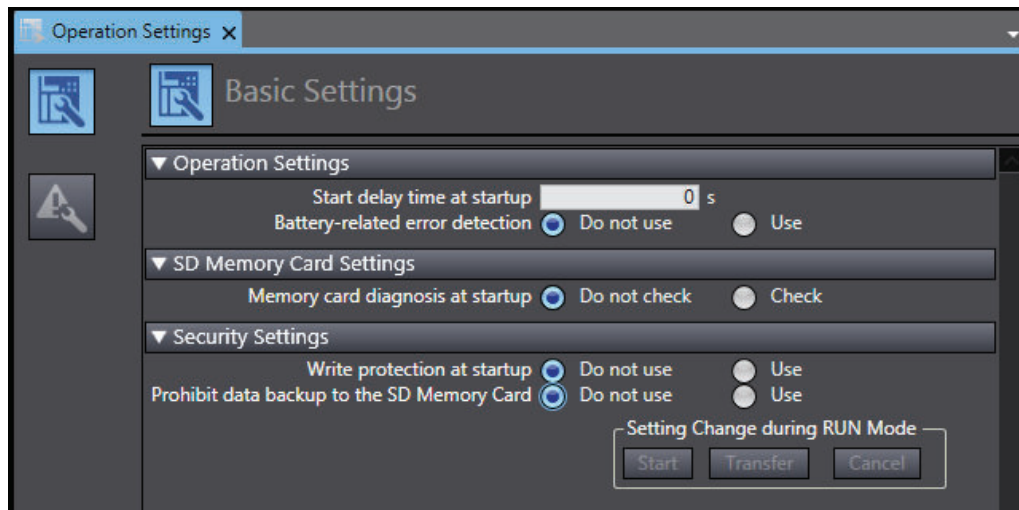 Operation Settings
Basic Settings
Operation Settings
Start delay time at startup 0 s
Battery-related error detection Do not use Use
SD Memory Card Settings
Memory card diagnosis at startup Do not check Check
Security Settings
Write protection at startup Do not use Use
Prohibit data backup to the SD Memory Card Do not use Use
Setting Change during RUN Mode
Start Transfer Cancel